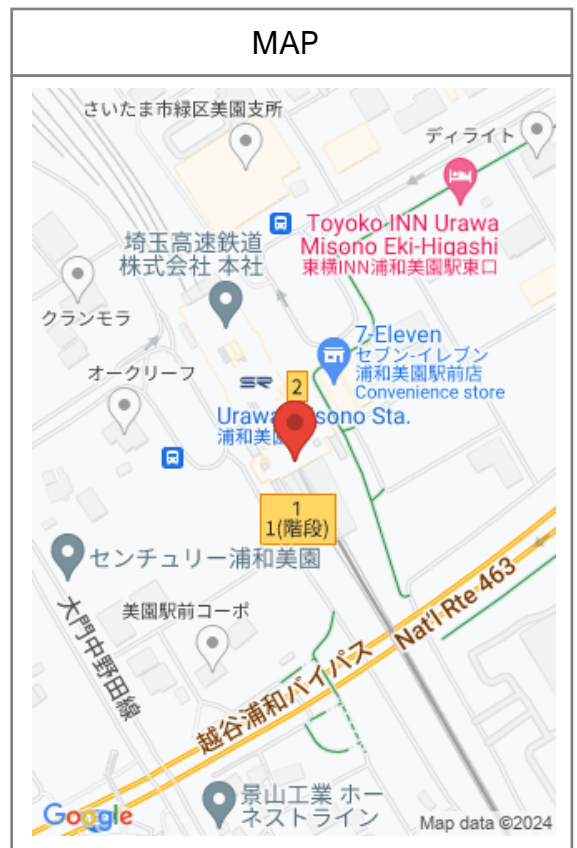 MAP
さいたま市緑区美園支所
ディライト
Toyoko INN Urawa
Misono Eki-Higashi
東横INN浦和美園駅東口
埼玉高速鉄道
株式会社 本社
クランモラ
7-Eleven
セブン-イレブン
浦和美園駅前店
Convenience store
オークリーフ
SR
2
Urawa sono Sta.
浦和美
1
1(階段)
センチュリー浦和美園
Nat'l Rte 463
美園駅前コーポ
大門中野田線
越谷浦和バイパス
景山工業 ホー
ネストライン
Google
Map data ©2024